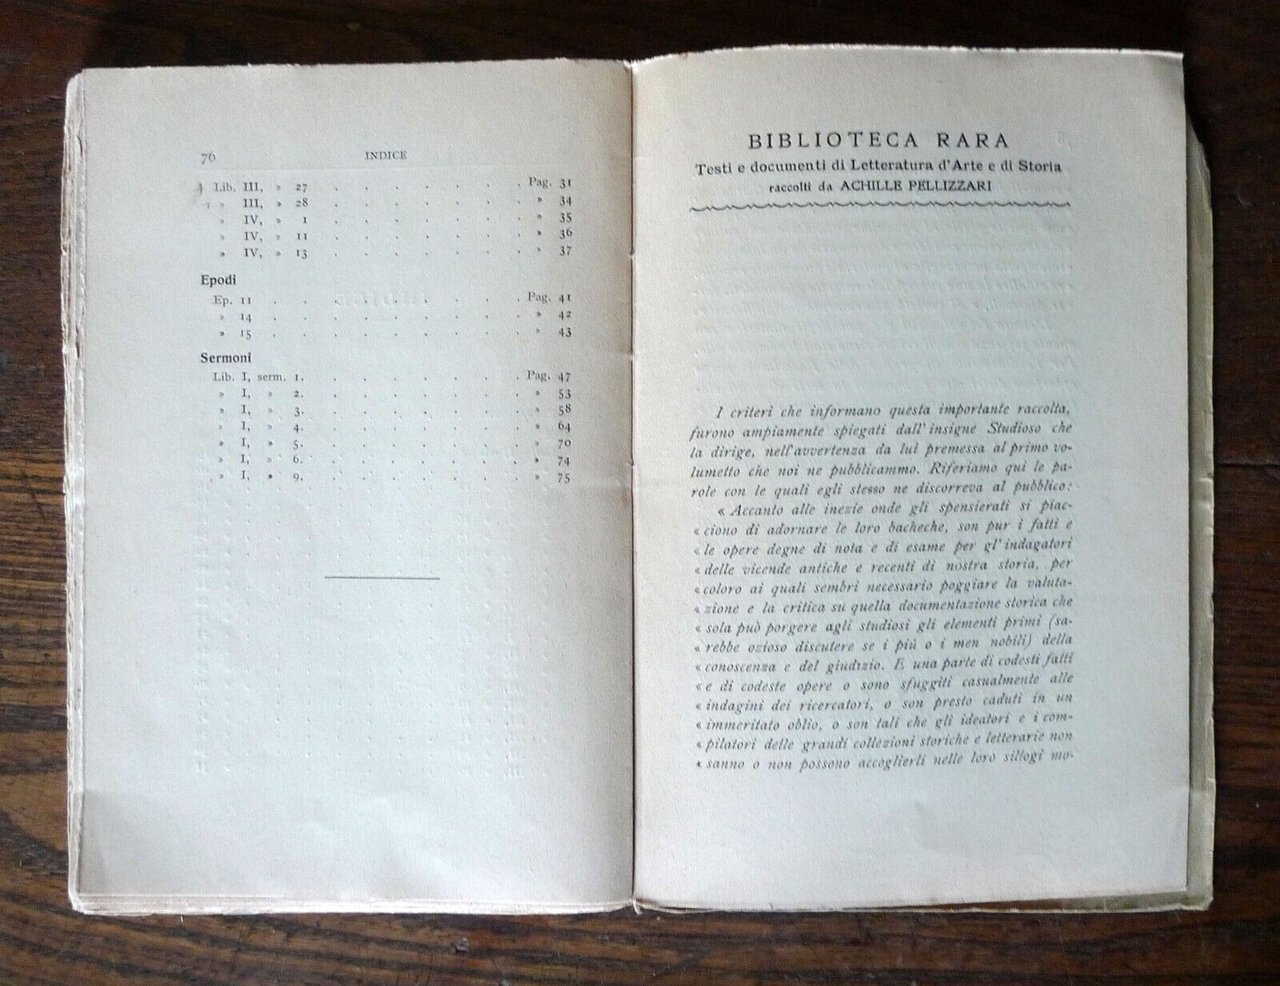 76 INDICE
Lib. III, » 27 . . . . . . . Pag. 31
» III, » 28 . . . . . . . » 34
» IV, » 1 . . . . . . . » 35
» IV, » 11 . . . . . . . » 36
» IV, » 13 . . . . . . . » 37
Epodi
Ep. 11 . . . . . . . . . Pag. 41
» 14 . . . . . . . . . » 42
» 15 . . . . . . . . . » 43
Sermoni
Lib. I, serm. 1. . . . . . . . Pag. 47
» I, » 2. . . . . . . . » 53
» I, » 3. . . . . . . . » 58
» I, » 4. . . . . . . . » 64
» I, » 5. . . . . . . . » 70
» I, » 6. . . . . . . . » 74
» I, » 9. . . . . . . . » 75
BIBLIOTECA RARA
Testi e documenti di Letteratura d'Arte e di Storia
raccolti da ACHILLE PELLIZZARI
I criteri che informano questa importante raccolta,
furono ampiamente spiegati dall'insigne Studioso che
la dirige, nell'avvertenza da lui premessa al primo vo-
lumetto che noi ne pubblicammo. Riferiamo qui le pa-
role con le quali egli stesso ne discorreva al pubblico:
« Accanto alle inezie onde gli spensierati si piac-
« ciono di adornare le loro bacheche, son pur i fatti e
« le opere degne di nota e di esame per gl'indagatori
« delle vicende antiche e recenti di nostra storia, per
« coloro ai quali sembri necessario poggiare la valuta-
« zione e la critica su quella documentazione storica che
« sola può porgere agli studiosi gli elementi primi (sa-
« rebbe ozioso discutere se i più o i men nobili) della
« conoscenza e del giudizio. E una parte di codesti fatti
« e di codeste opere o sono sfuggiti casualmente alle
« indagini dei ricercatori, o son presto caduti in un
« immeritato oblio, o son tali che gli ideatori e i com-
« pilatori delle grandi collezioni storiche e letterarie non
« sanno o non possono accoglierli nelle loro sillogi mo-